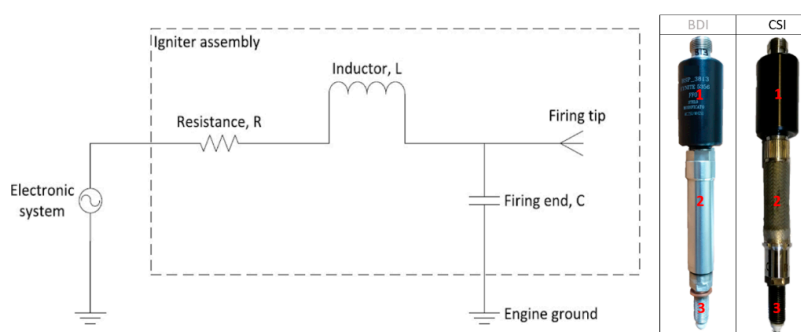 Igniter assembly
Inductor, L
Resistance, R
Firing tip
Electronic
system
Firing end, C
Engine ground
BDI
CSI
1
2
3
1
2
3